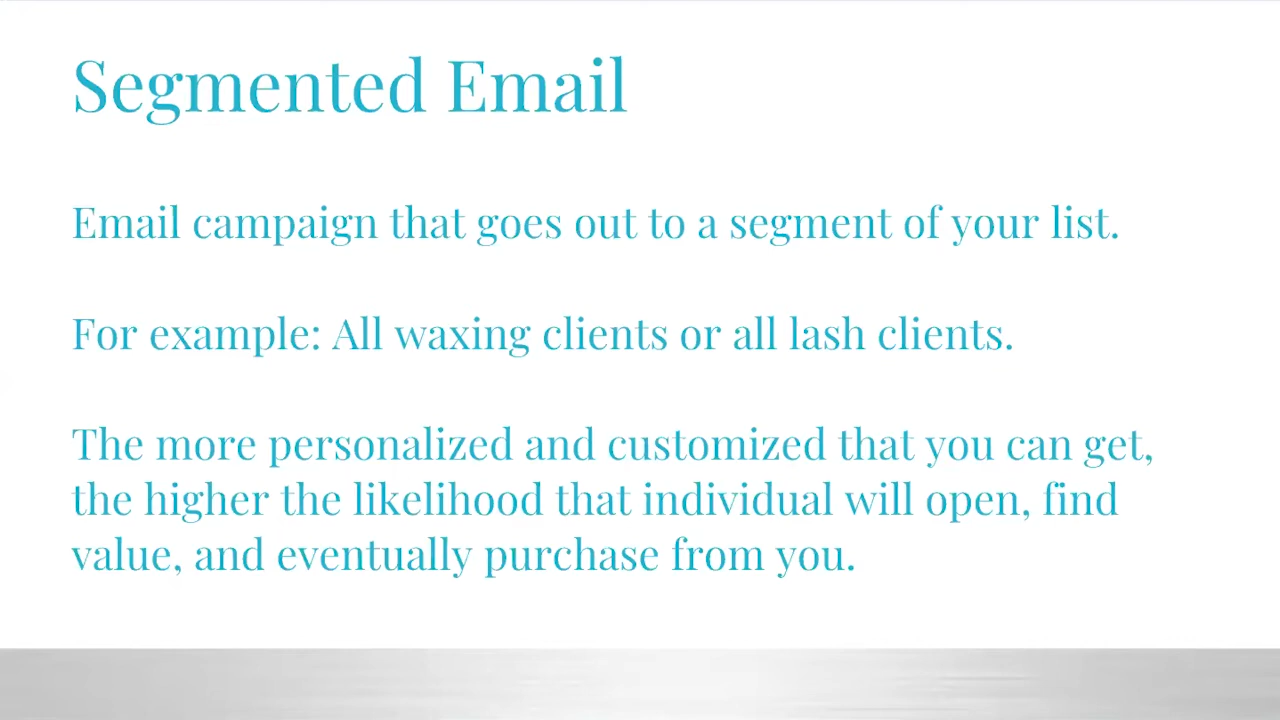 Segmented Email
Email campaign that goes out to a segment of your list.
For example: All waxing clients or all lash clients.
The more personalized and customized that you can get,
the higher the likelihood that individual will open, find
value, and eventually purchase from you.